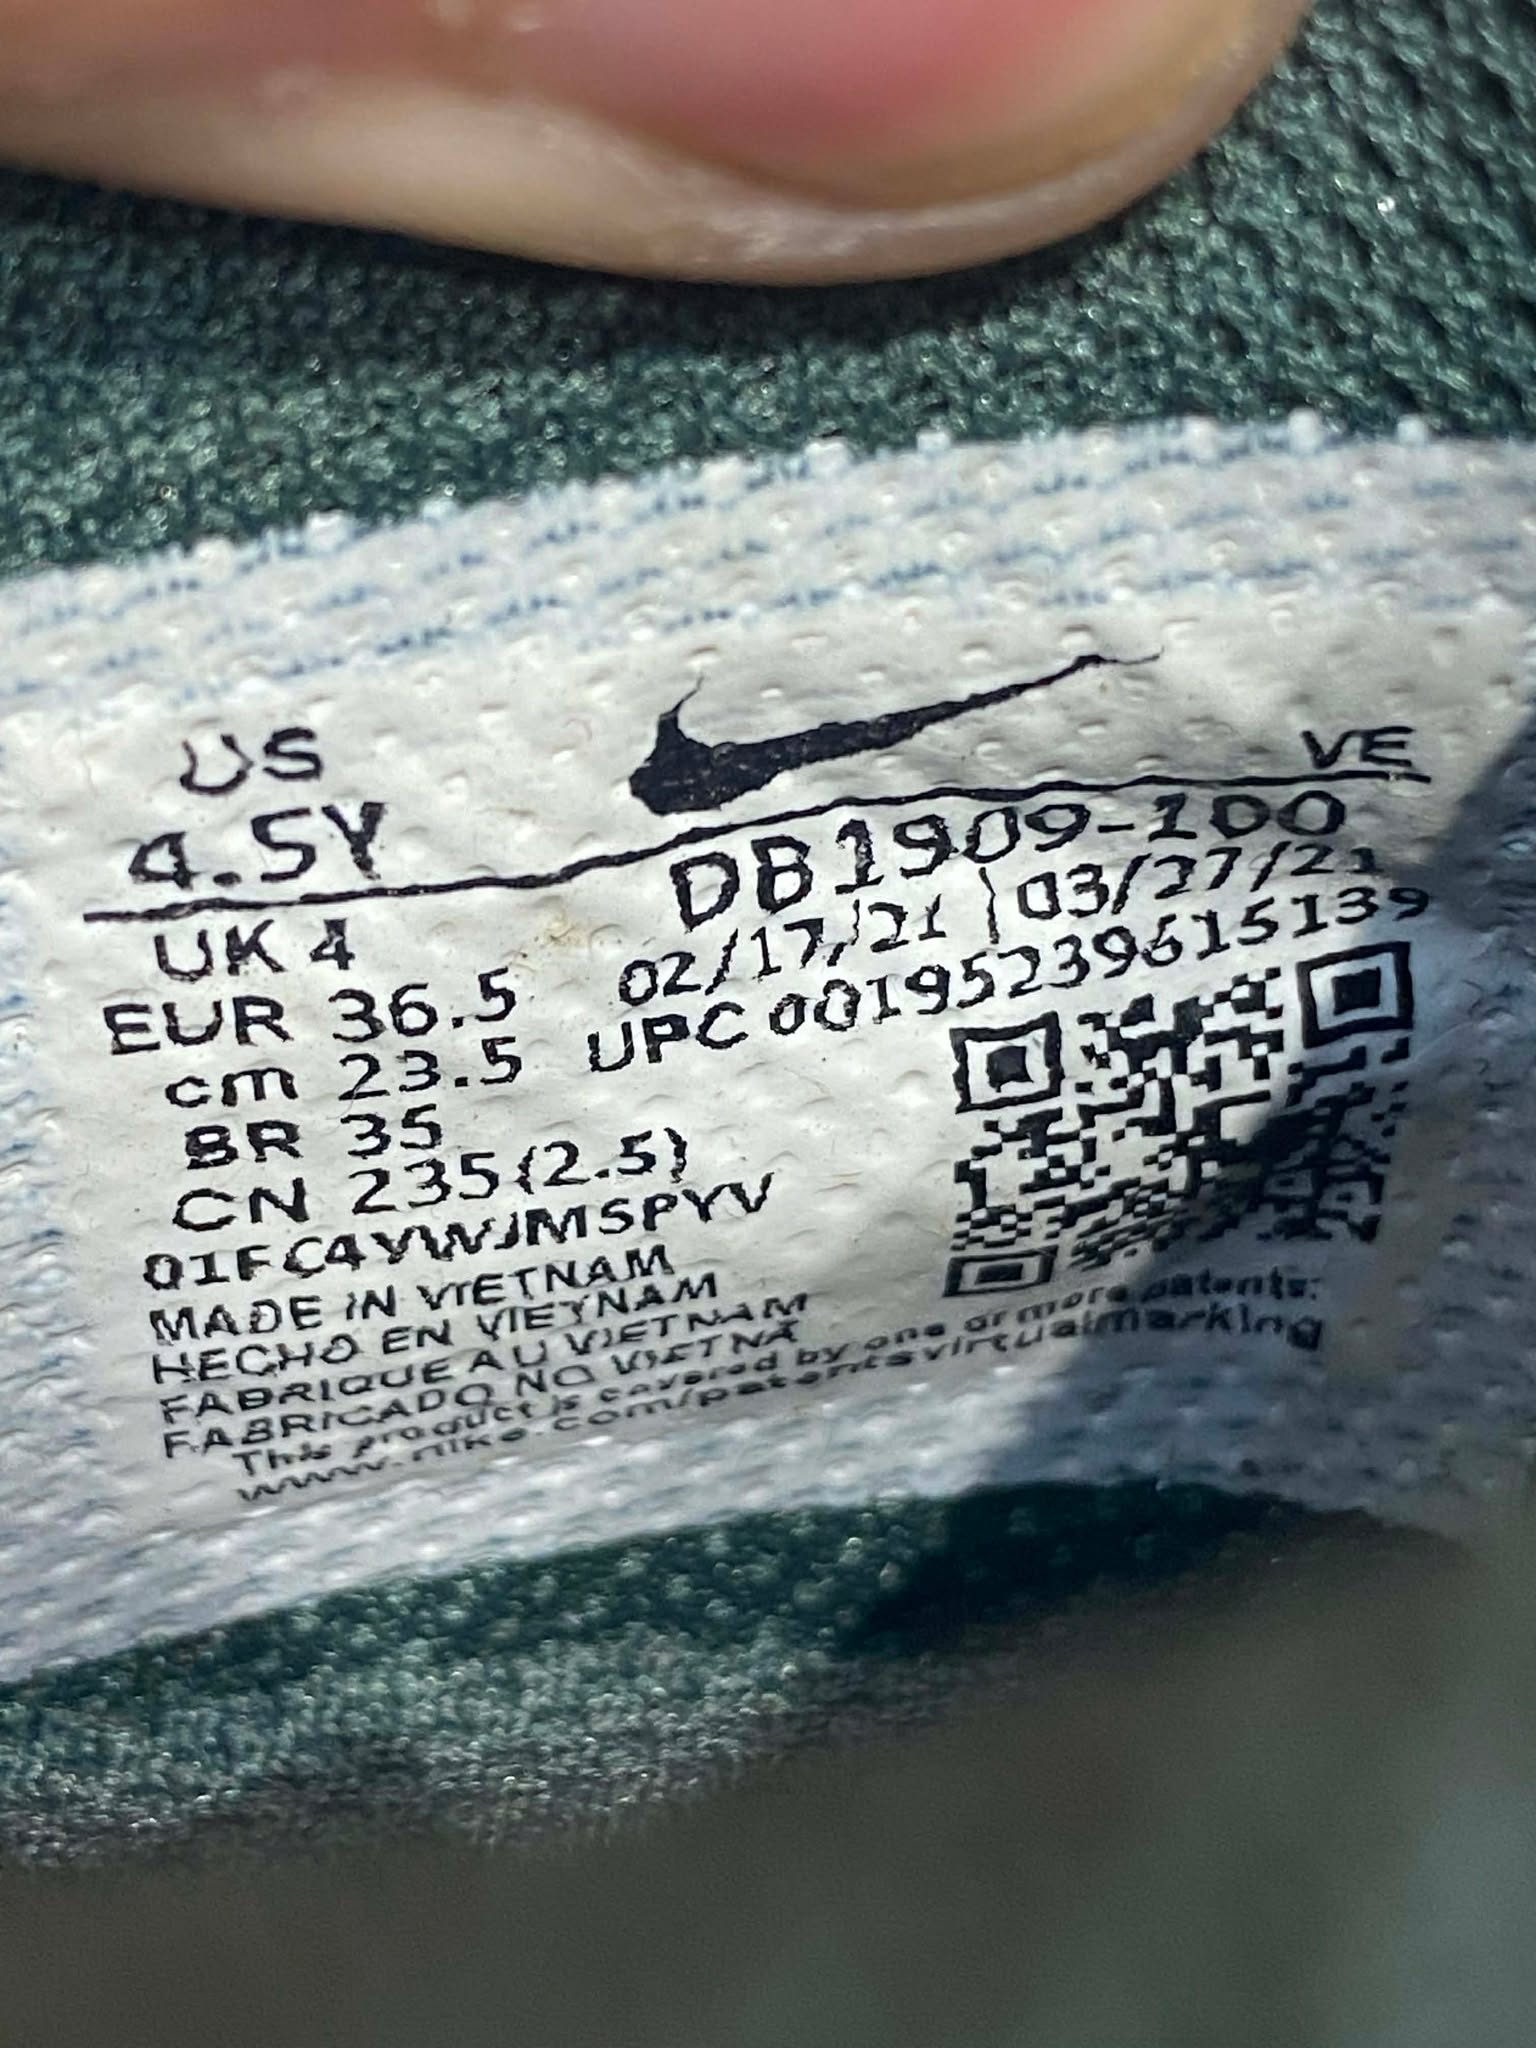 US
4.5Y
VE
UK 4
EUR 36.5
cm 23.5
BR 35
CN 235(2.5)
DB1909-100
02/17/21 | 03/27/21
UPC 00195239615139
01FC4YWJMSPYV
MADE IN VIETNAM
HECHO EN VIETNAM
FABRIQUE AU VIETNAM
FABRICADO NO VIETNÃ
This product is covered by one or more patents:
www.nike.com/patentsvirtualmarking